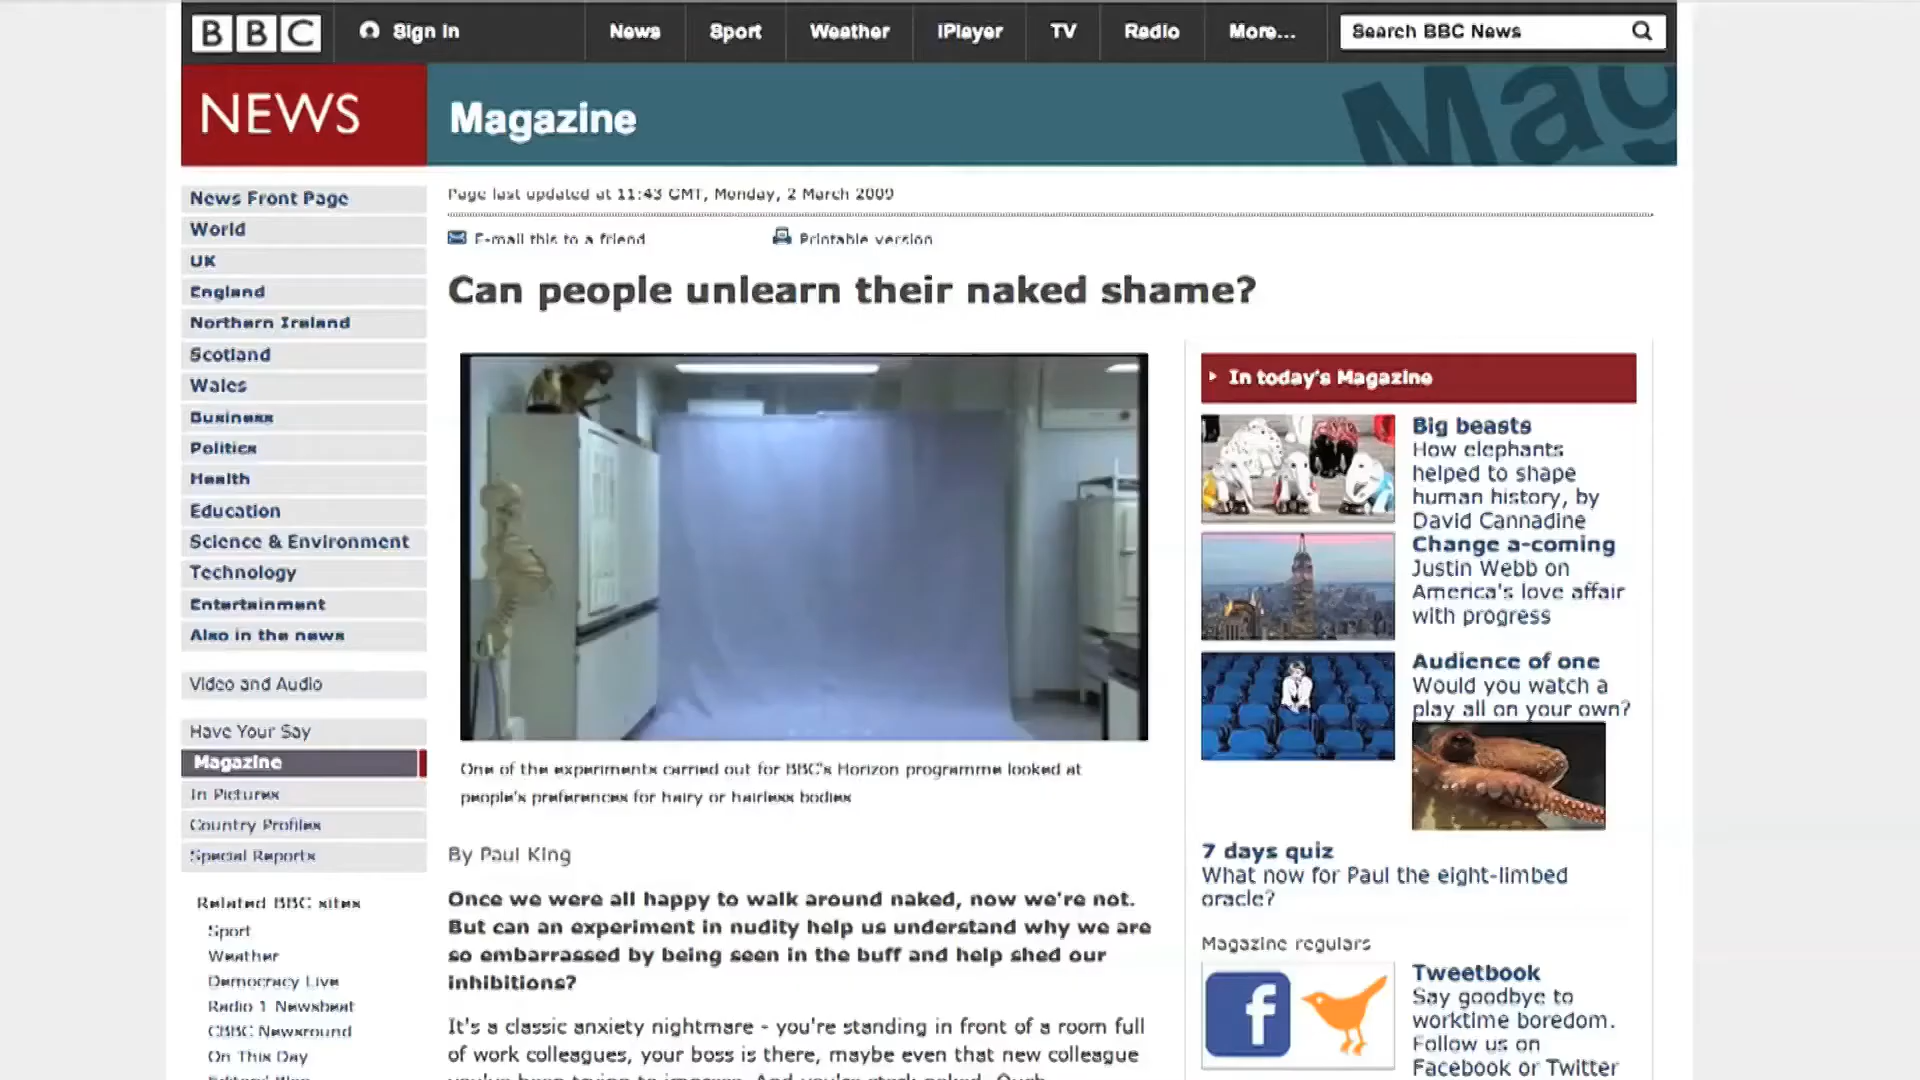 BBC
Sign in
News
Sport
Weather
iPlayer
TV
Radio
More...
Search BBC News
NEWS
Magazine
Mag
Page last updated at 11:43 GMT, Monday, 2 March 2009
E-mail this to a friend
Printable version
Can people unlearn their naked shame?
News Front Page
World
UK
England
Northern Ireland
Scotland
Wales
Business
Politics
Health
Education
Science & Environment
Technology
Entertainment
Also in the news
Video and Audio
Have Your Say
Magazine
In Pictures
Country Profiles
Special Reports
Related BBC sites
Sport
Weather
Democracy Live
Radio 1 Newsbeat
CBBC Newsround
On This Day
One of the experiments carried out for BBC's Horizon programme looked at
people's preferences for hairy or hairless bodies
By Paul King
Once we were all happy to walk around naked, now we're not.
But can an experiment in nudity help us understand why we are
so embarrassed by being seen in the buff and help shed our
inhibitions?
It's a classic anxiety nightmare - you're standing in front of a room full
of work colleagues, your boss is there, maybe even that new colleague
In today's Magazine
Big beasts
How elephants
helped to shape
human history, by
David Cannadine
Change a-coming
Justin Webb on
America's love affair
with progress
Audience of one
Would you watch a
play all on your own?
7 days quiz
What now for Paul the eight-limbed
oracle?
Magazine regulars
Tweetbook
Say goodbye to
worktime boredom.
Follow us on
Facebook or Twitter